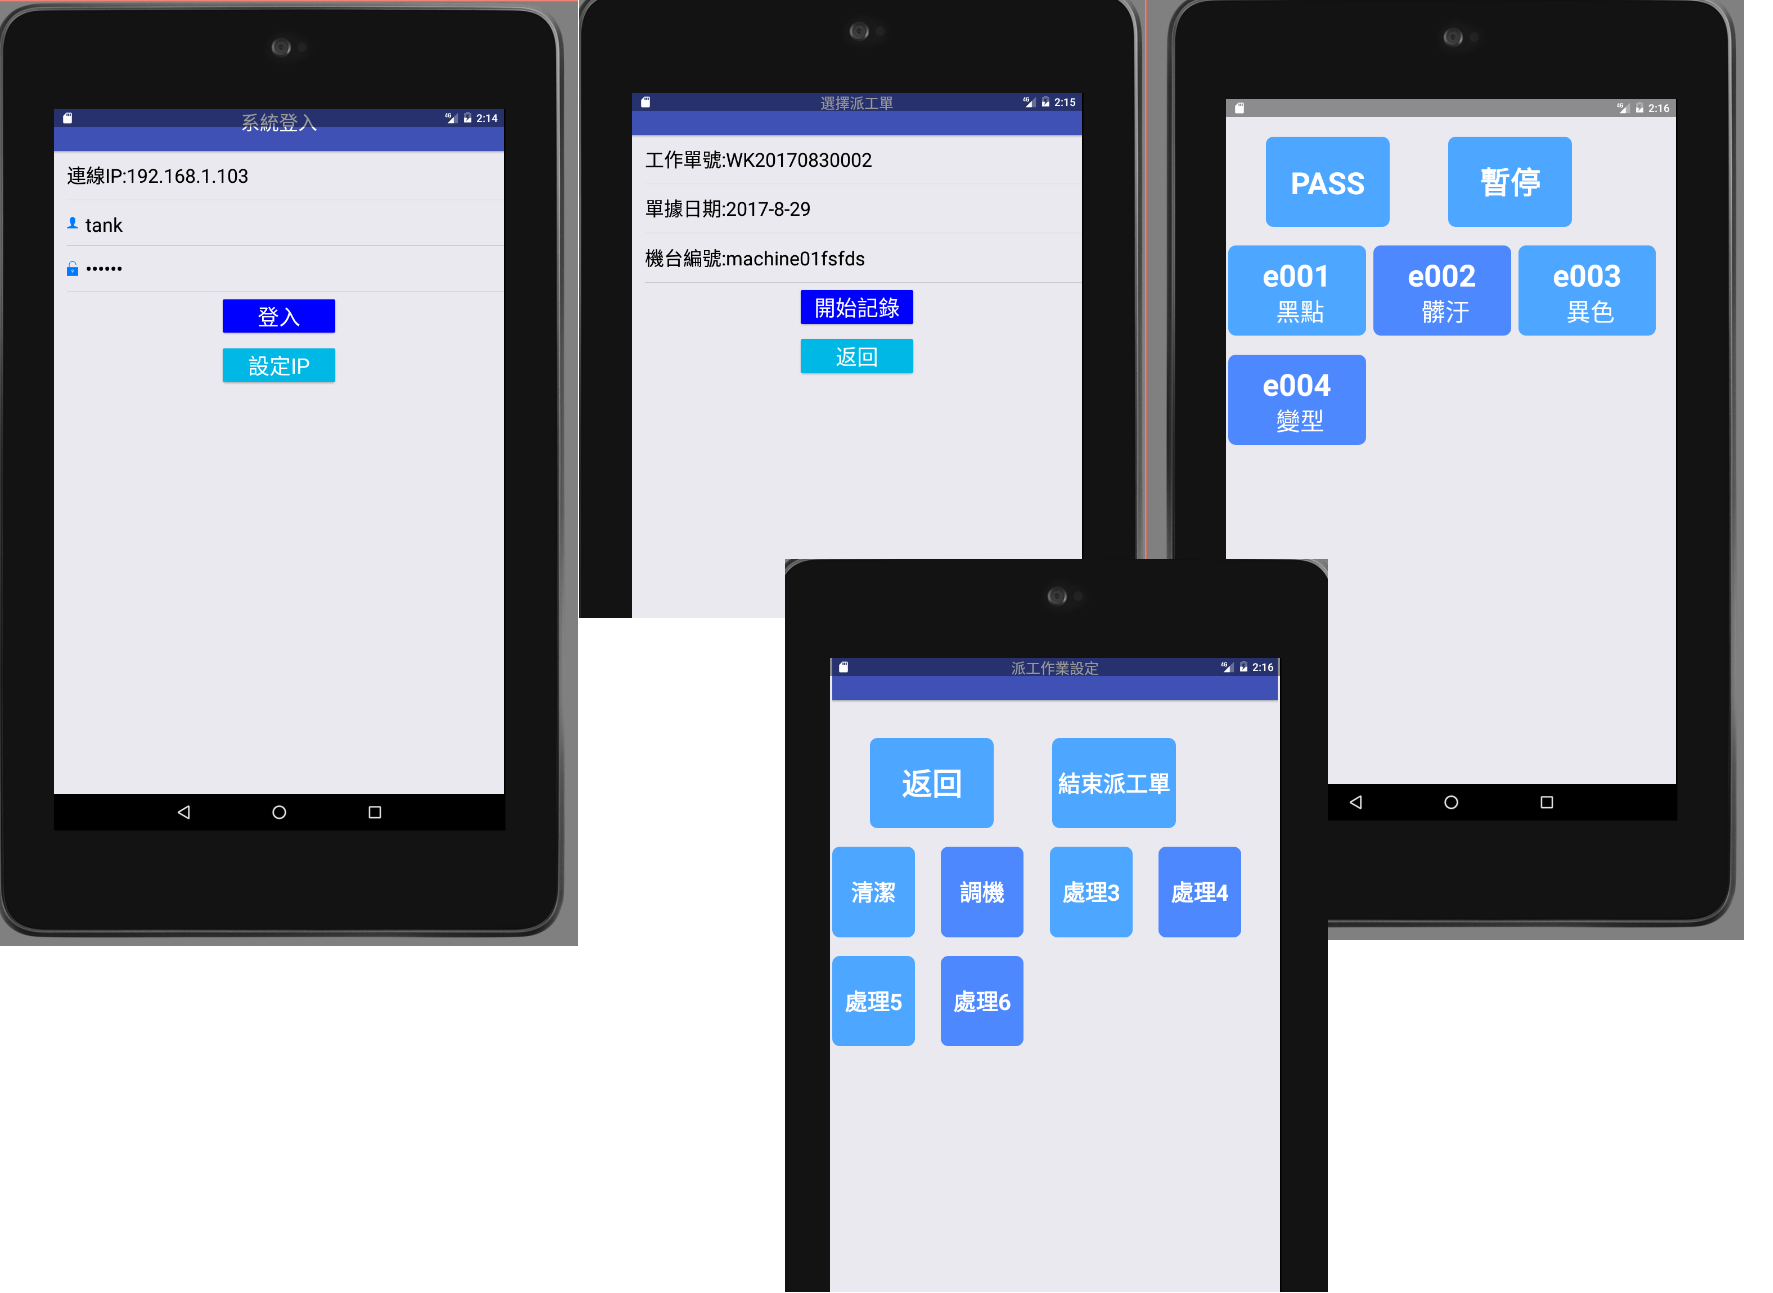 系統登入
4G 2:14
連線IP:192.168.1.103
tank
••••••
登入
設定IP
選擇派工單
4G 2:15
工作單號:WK20170830002
單據日期:2017-8-29
機台編號:machine01fsfds
開始記錄
返回
4G 2:16
PASS
暫停
e001
黑點
e002
髒汙
e003
異色
e004
變型
派工作業設定
4G 2:16
返回
結束派工單
清潔
調機
處理3
處理4
處理5
處理6